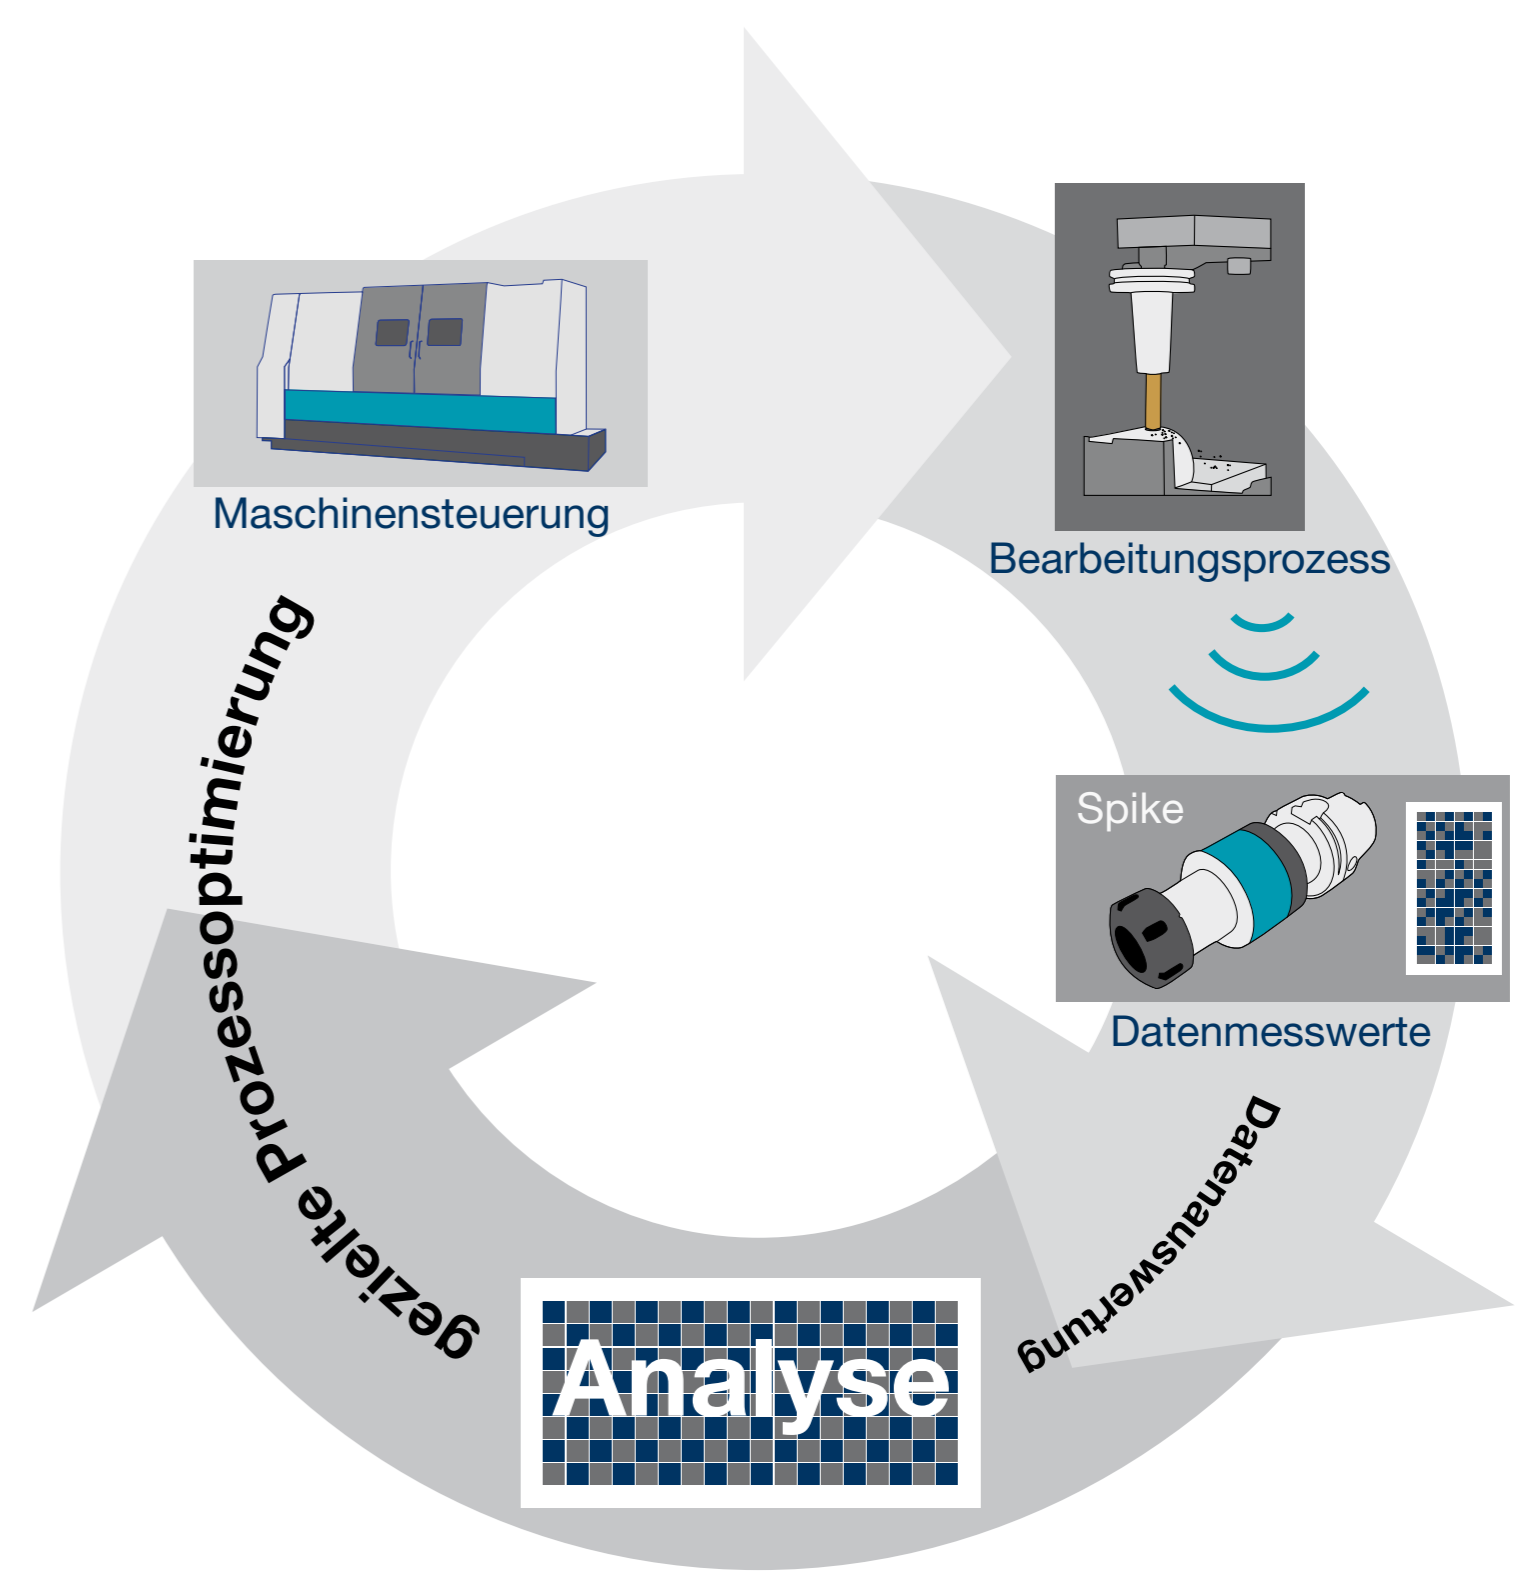 Maschinensteuerung
Bearbeitungsprozess
Spike
Datenmesswerte
Datenauswertung
Analyse
gezielte Prozessoptimierung